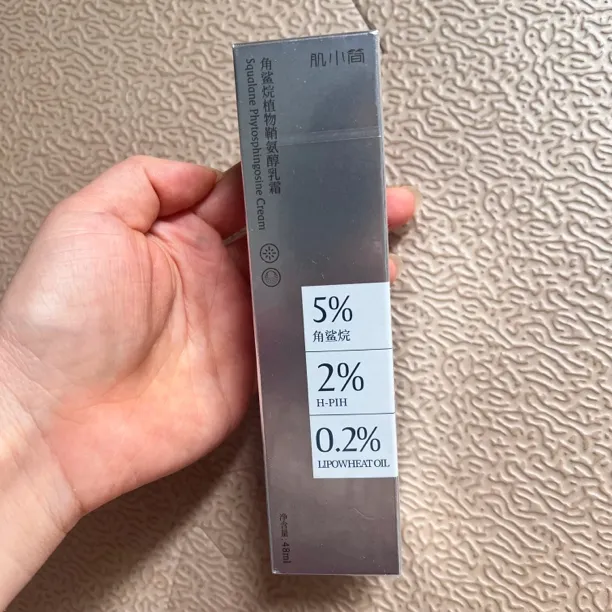 肌小简
角鲨烷植物鞘氨醇乳霜
Squalane Phytosphingosine Cream
5%
角鲨烷
2%
H-PIH
0.2%
LIPOWHEAT OIL
净含量:48ml